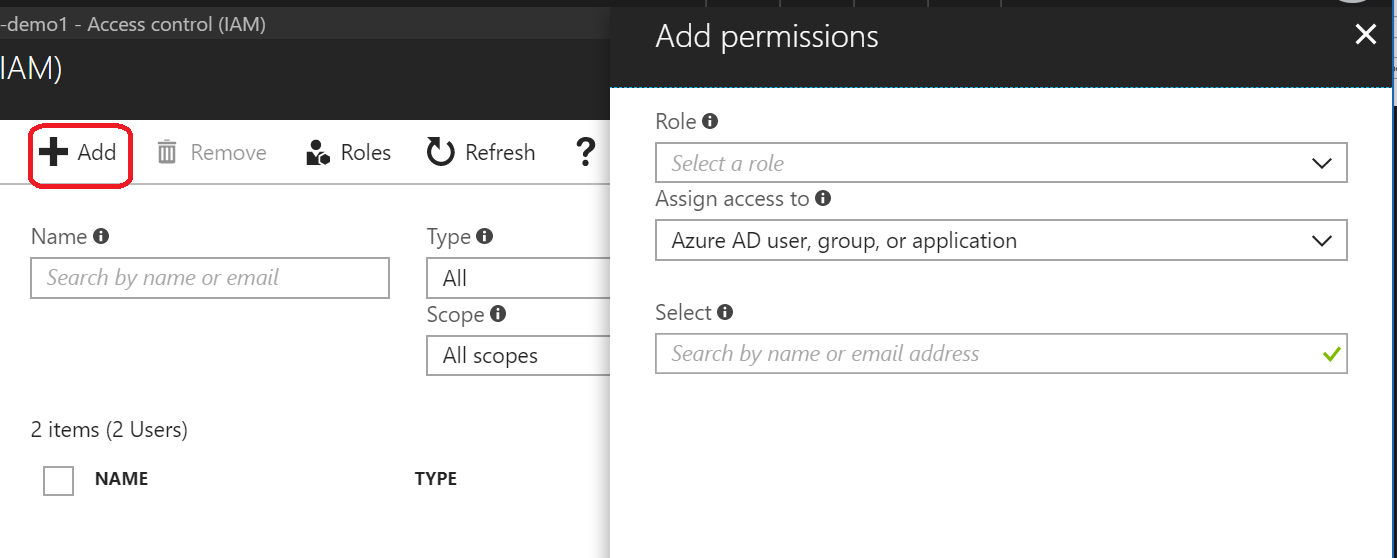 -demo1 - Access control (IAM)
IAM)
Add Remove Roles Refresh ?
Name
Search by name or email
Type
All
Scope
All scopes
2 items (2 Users)
NAME TYPE
Add permissions
Role
Select a role
Assign access to
Azure AD user, group, or application
Select
Search by name or email address